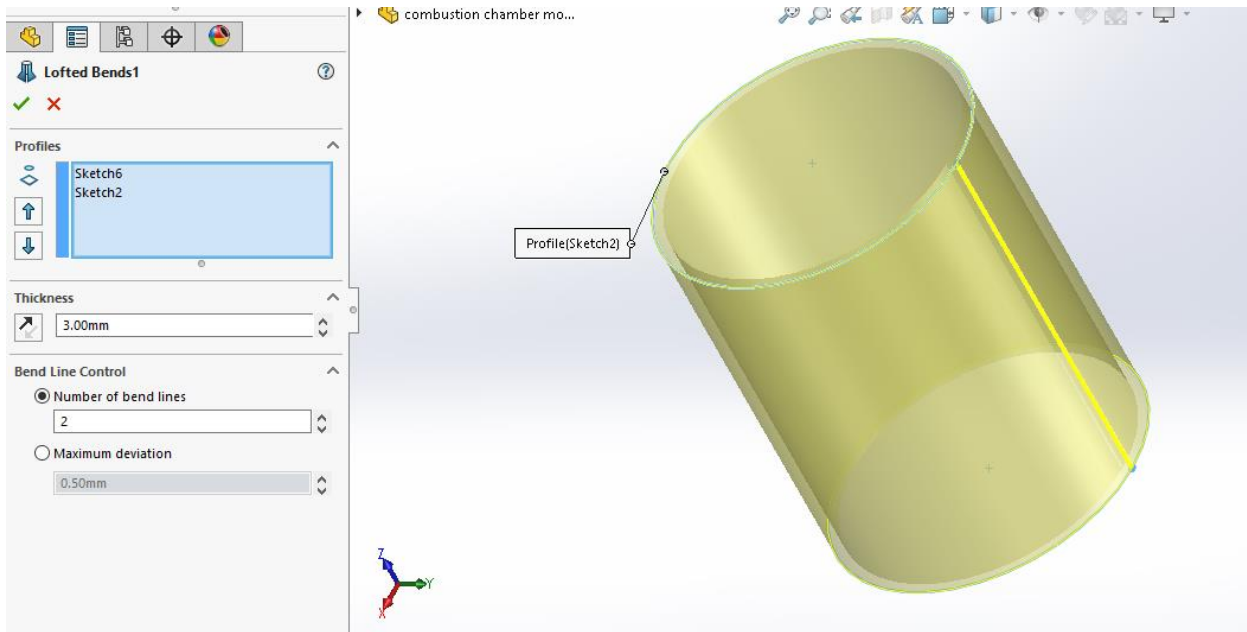 combustion chamber mo...
Lofted Bends1
Profiles
Sketch6
Sketch2
Profile(Sketch2)
Thickness
3.00mm
Bend Line Control
Number of bend lines
2
Maximum deviation
0.50mm
Z
Y
X